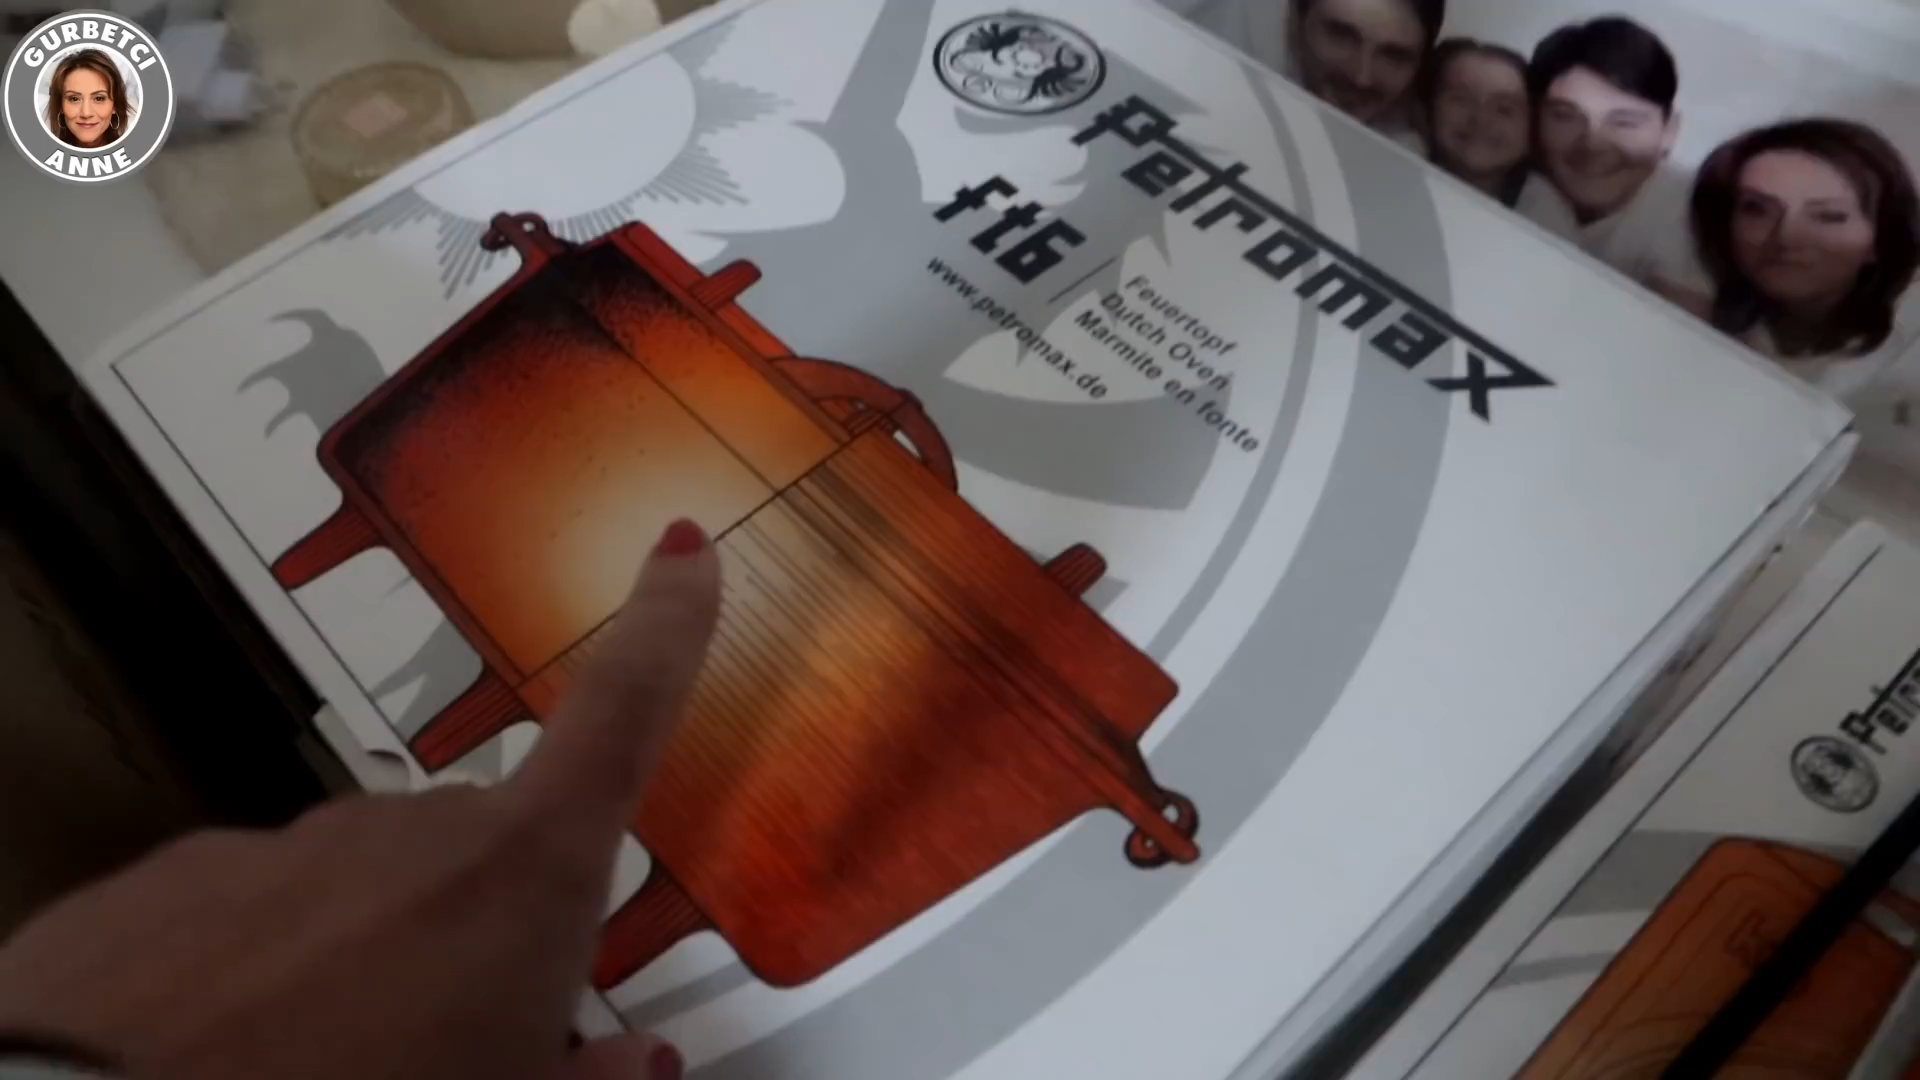 GURBETCI
ANNE
Petromax
ft6
Feuertopf
Dutch Oven
Marmite en fonte
www.petromax.de